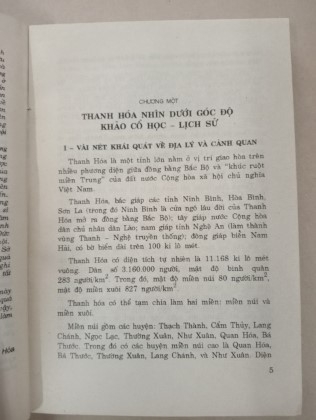 CHƯƠNG MỘT
THANH HÓA NHÌN DƯỚI GÓC ĐỘ
KHẢO CỔ HỌC - LỊCH SỬ
I - VÀI NÉT KHÁI QUÁT VỀ ĐỊA LÝ VÀ CẢNH QUAN
Thanh Hóa là một tỉnh lớn nằm ở vị trí giao hòa trên
nhiều phương diện giữa đồng bằng Bắc Bộ và "khúc ruột
miền Trung" của đất nước Cộng hòa xã hội chủ nghĩa
Việt Nam.
Thanh Hóa, bắc giáp các tỉnh Ninh Bình, Hòa Bình,
Sơn La (trong đó Ninh Bình là cửa ngõ lâu đời của Thanh
Hóa mở ra đồng bằng Bắc Bộ); tây giáp nước Cộng hòa
dân chủ nhân dân Lào; nam giáp tỉnh Nghệ An (làm thành
vùng Thanh - Nghệ truyền thống); đông giáp biển Nam
Hải, có bờ biển dài trên 100 ki lô mét.
Thanh Hóa có diện tích tự nhiên là 11.168 ki lô mét
vuông. Dân số 3.160.000 người, mật độ bình quân
283 người/km². Trong đó, mật độ miền núi 80 người/km²,
mật độ miền xuôi 827 người/km².
Thanh hóa có thể tạm chia làm hai miền: miền núi và
miền xuôi.
Miền núi gồm các huyện: Thạch Thành, Cẩm Thủy, Lang
Chánh, Ngọc Lạc, Thường Xuân, Như Xuân, Quan Hóa, Bá
Thước. Trong đó có các huyện miền núi cao là Quan Hóa,
Bá Thước, Thường Xuân, Lang Chánh, và Như Xuân. Diện
5